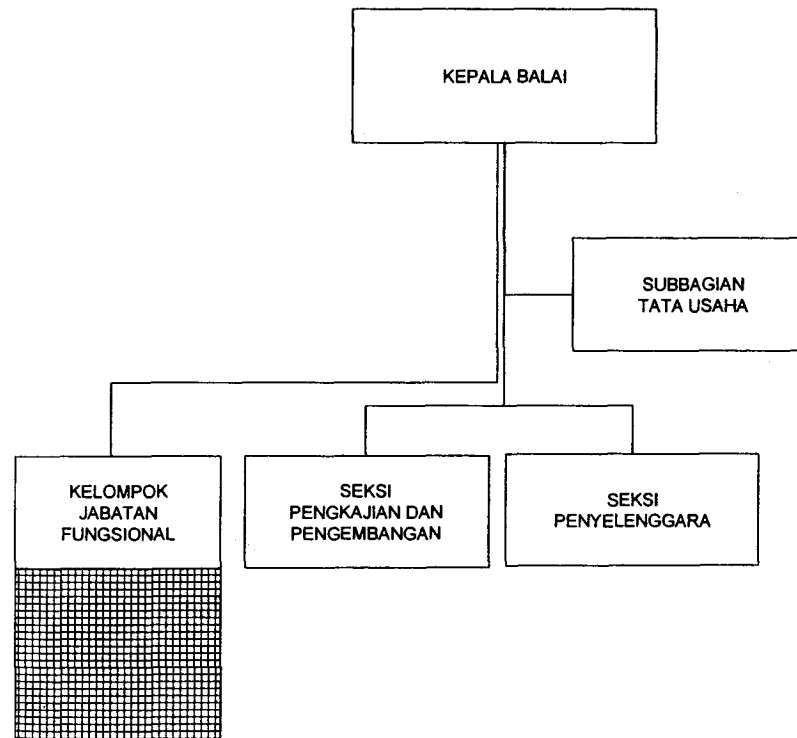 KEPALA BALAI
SUBBAGIAN
TATA USAHA
KELOMPOK
JABATAN
FUNGSIONAL
SEKSI
PENGKAJIAN DAN
PENGEMBANGAN
SEKSI
PENYELENGGARA